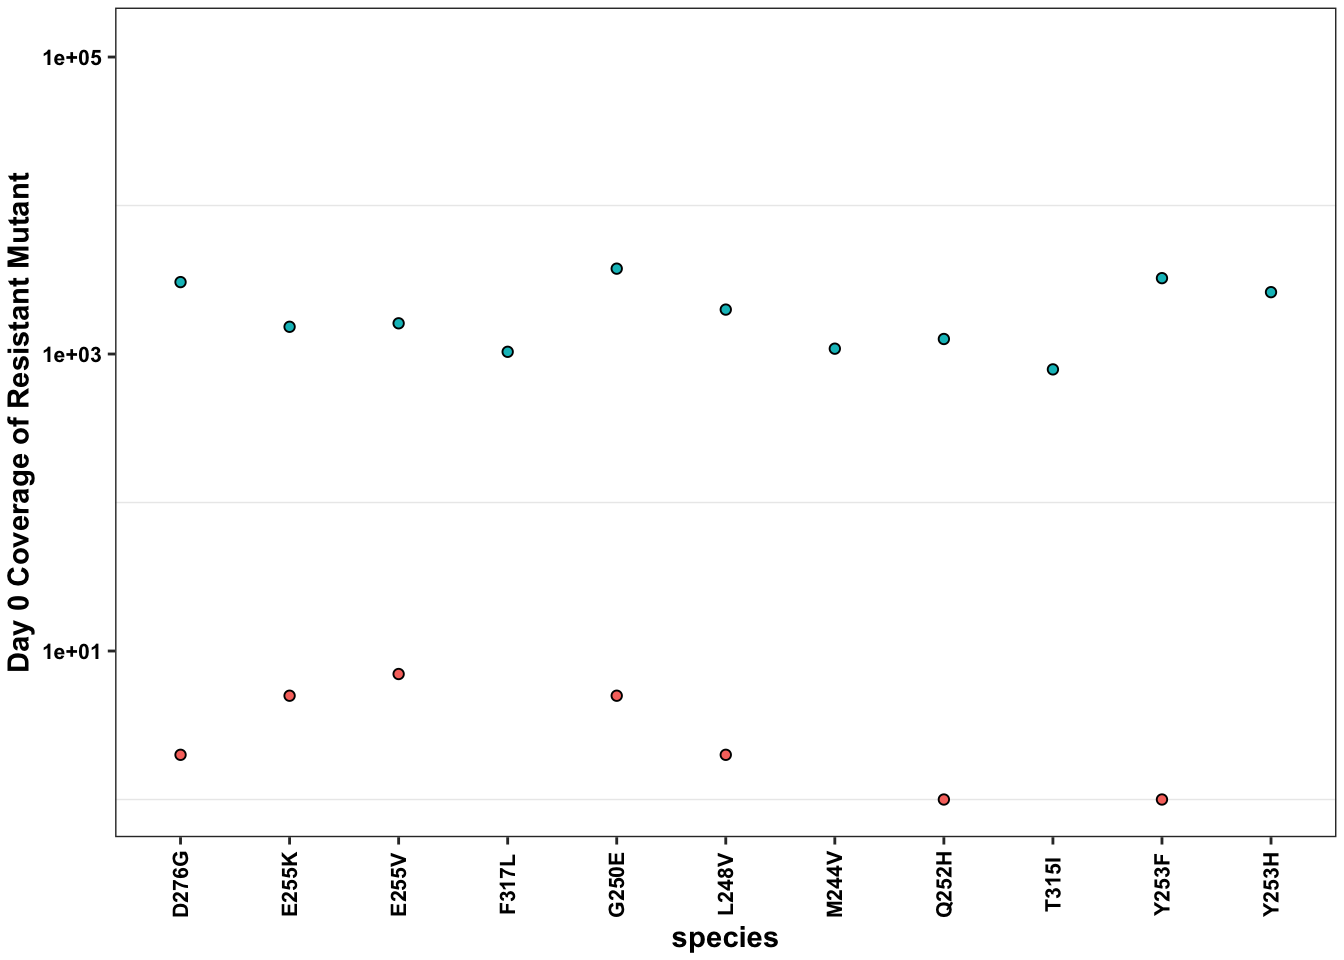 Day 0 Coverage of Resistant Mutant
1e+05
1e+03
1e+01
D276G
E255K
E255V
F317L
G250E
L248V
M244V
Q252H
T315I
Y253F
Y253H
species